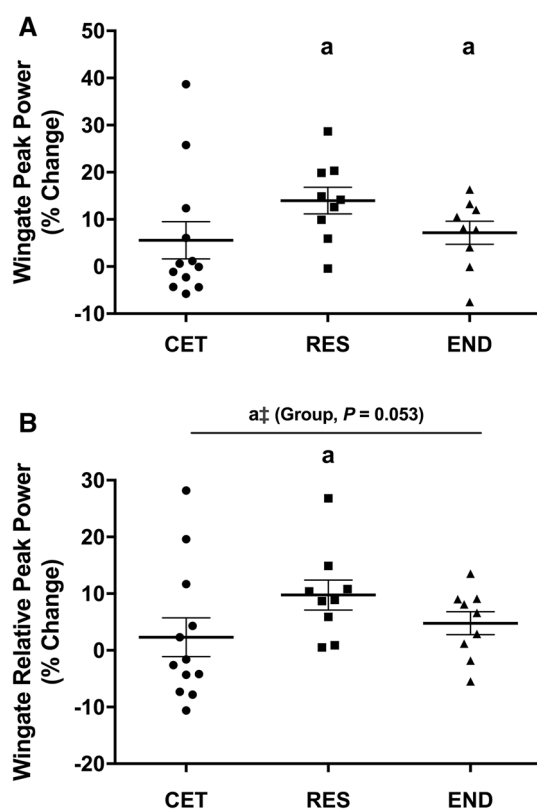 A
Wingate Peak Power
(% Change)
50
40
30
20
10
0
-10
a
a
CET
RES
END
B
a‡ (Group, P = 0.053)
Wingate Relative Peak Power
(% Change)
30
20
10
0
-10
-20
a
CET
RES
END